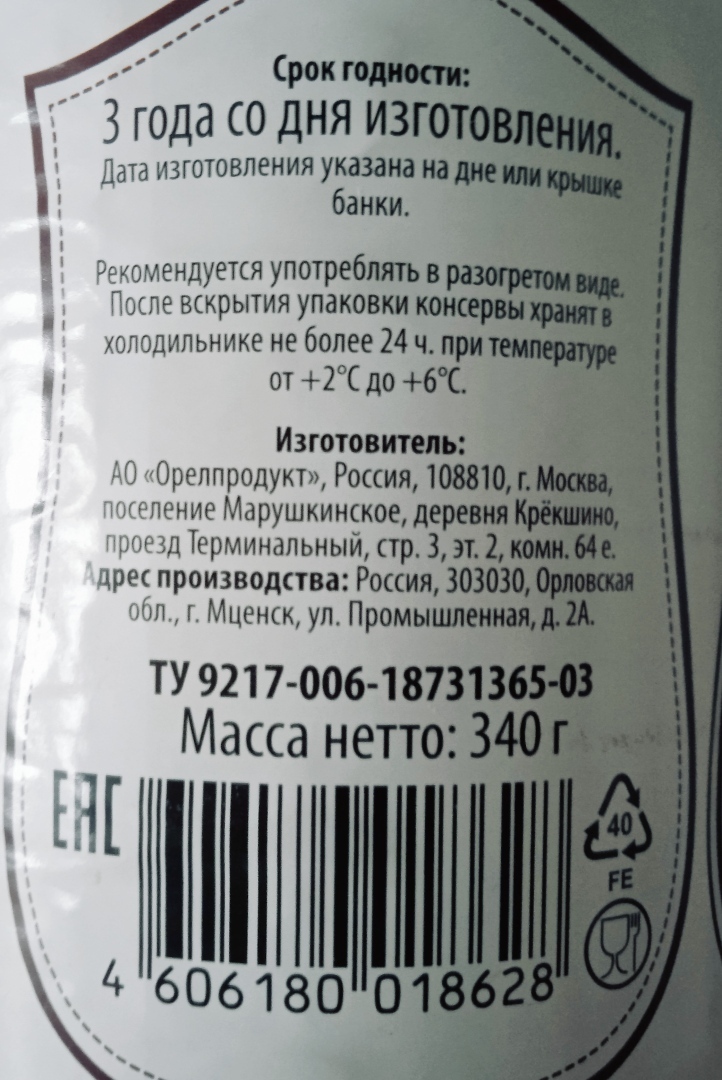 Срок годности:
3 года со дня изготовления.
Дата изготовления указана на дне или крышке
банки.
Рекомендуется употреблять в разогретом виде.
После вскрытия упаковки консервы хранят в
холодильнике не более 24 ч. при температуре
от +2°С до +6°С.
Изготовитель:
АО «Орелпродукт», Россия, 108810, г. Москва,
поселение Марушкинское, деревня Крёкшино,
проезд Терминальный, стр. 3, эт. 2, комн. 64 е.
Адрес производства: Россия, 303030, Орловская
обл., г. Мценск, ул. Промышленная, д. 2А.
ТУ 9217-006-18731365-03
Масса нетто: 340 г
ЕАС
40
FE
4 606180 018628